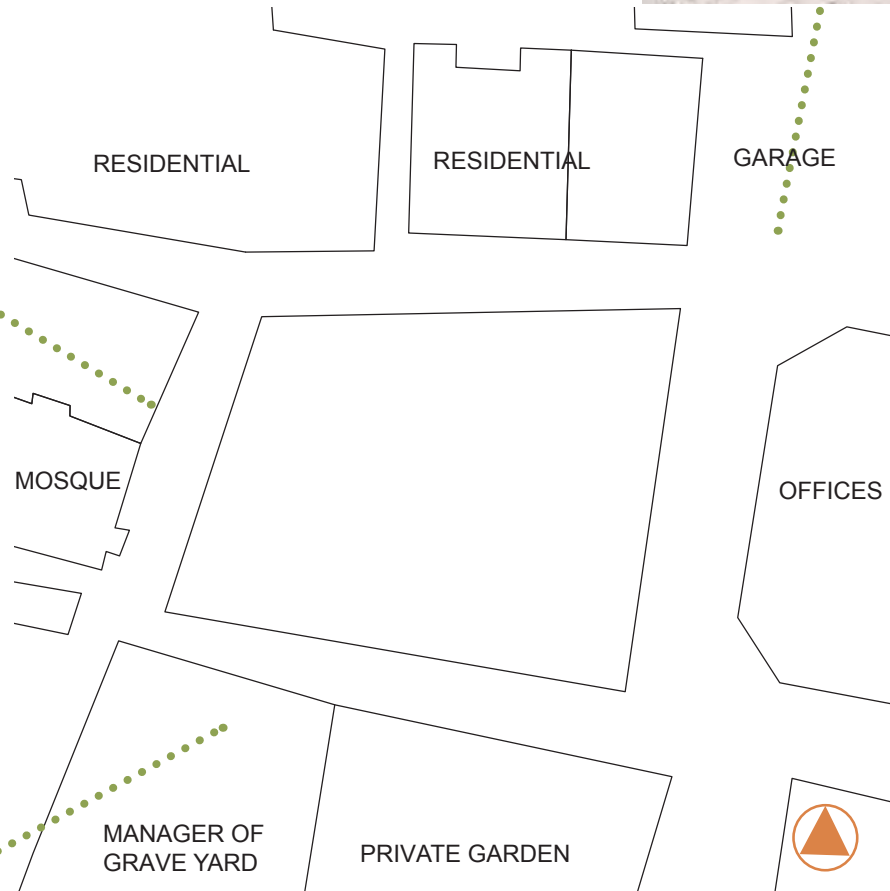 RESIDENTIAL
RESIDENTIAL
GARAGE
MOSQUE
OFFICES
MANAGER OF
GRAVE YARD
PRIVATE GARDEN